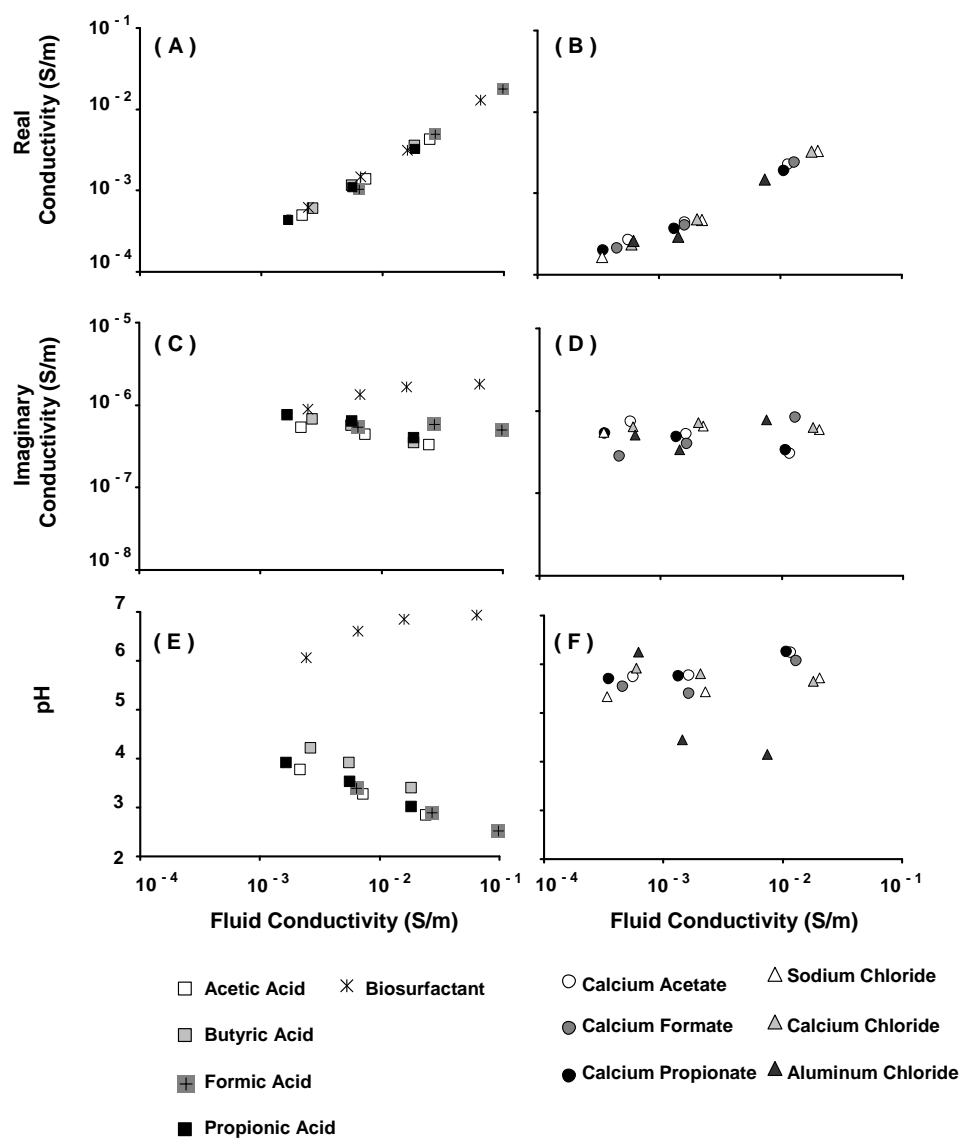 10-1
10-2
10-3
10-4
Real
Conductivity (S/m)
( A )
( B )
10-5
10-6
10-7
10-8
Imaginary
Conductivity (S/m)
( C )
( D )
7
6
5
4
3
2
pH
( E )
( F )
10-4 10-3 10-2 10-1
10-4 10-3 10-2 10-1
Fluid Conductivity (S/m)
Fluid Conductivity (S/m)
Acetic Acid
Biosurfactant
Butyric Acid
Formic Acid
Propionic Acid
Calcium Acetate
Sodium Chloride
Calcium Formate
Calcium Chloride
Calcium Propionate
Aluminum Chloride